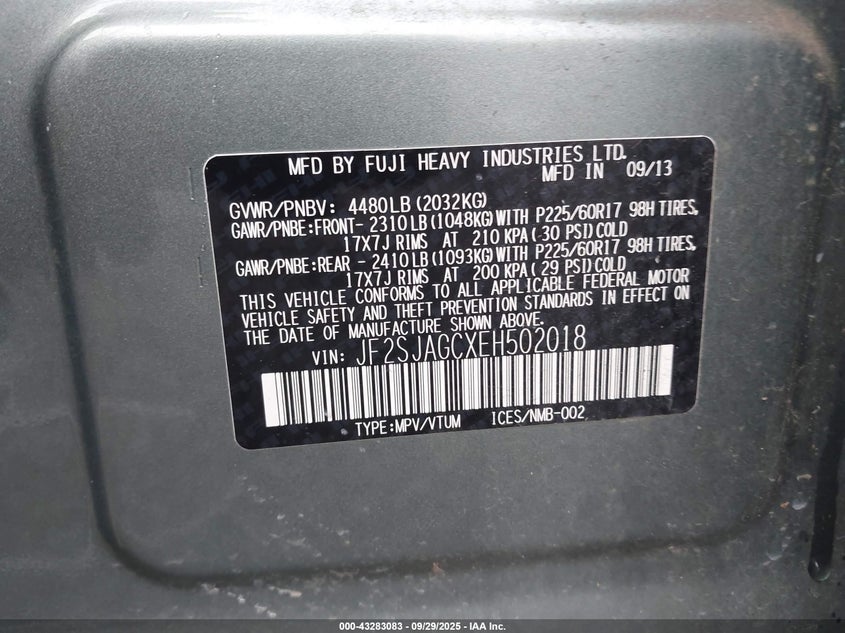 MFD BY FUJI HEAVY INDUSTRIES LTD.
MFD IN 09/13
GVWR/PNBV: 4480LB (2032KG)
GAWR/PNBE:FRONT- 2310LB (1048KG) WITH P225/60R17 98H TIRES,
17X7J RIMS AT 210 KPA ( 30 PSI) COLD
GAWR/PNBE:REAR - 2410LB (1093KG) WITH P225/60R17 98H TIRES,
17X7J RIMS AT 200 KPA ( 29 PSI) COLD
THIS VEHICLE CONFORMS TO ALL APPLICABLE FEDERAL MOTOR
VEHICLE SAFETY AND THEFT PREVENTION STANDARDS IN EFFECT ON
THE DATE OF MANUFACTURE SHOWN ABOVE.
VIN: JF2SJAGCXEH502018
TYPE:MPV/VTUM ICES/NMB-002
000-43283083 - 09/29/2025 - IAA Inc.